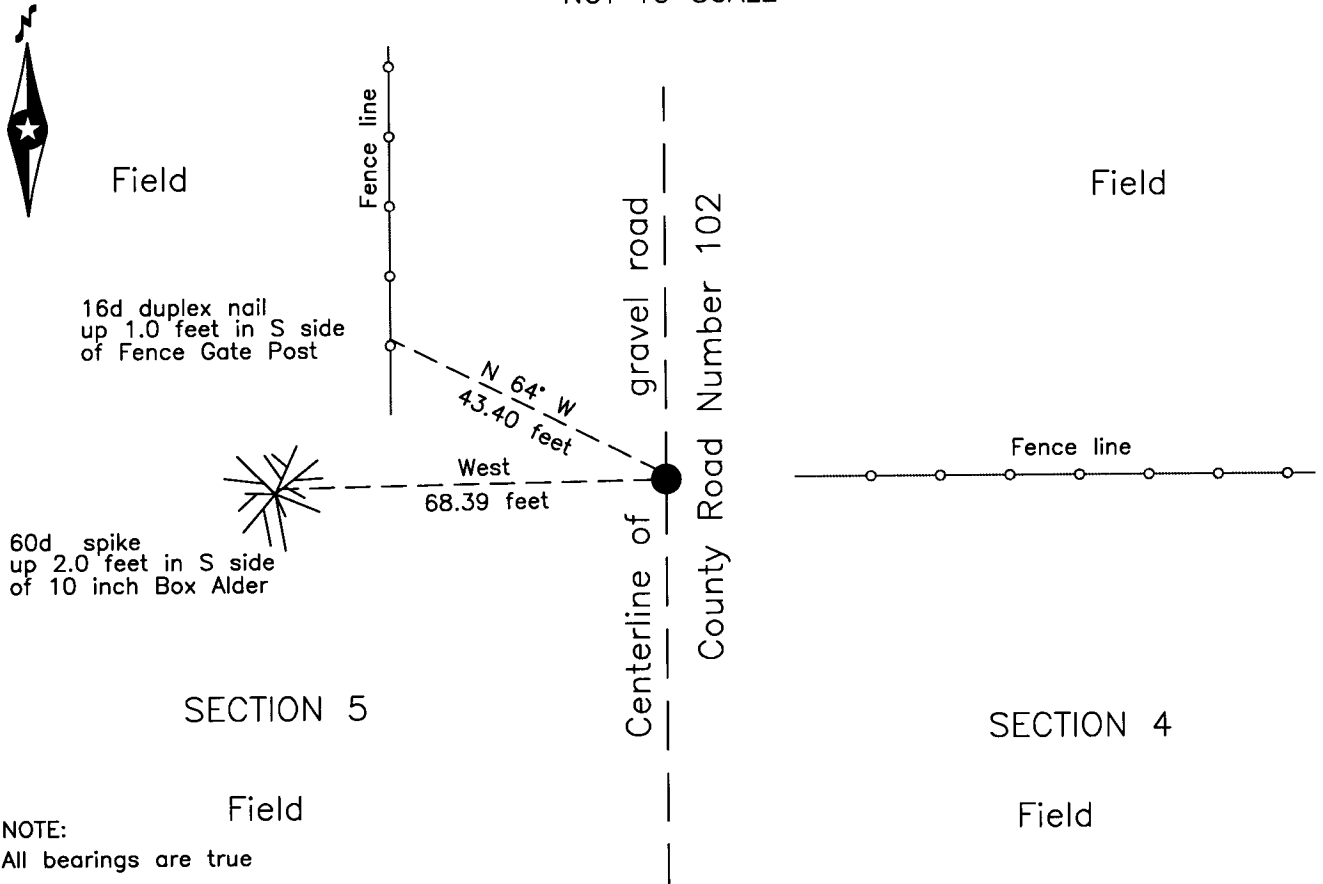 NOT TO SCALE
N
Field
Fence line
Field
gravel road
County Road Number 102
16d duplex nail
up 1.0 feet in S side
of Fence Gate Post
N 64° W
43.40 feet
West
68.39 feet
Fence line
60d spike
up 2.0 feet in S side
of 10 inch Box Alder
Centerline of
SECTION 5
SECTION 4
Field
Field
NOTE:
All bearings are true